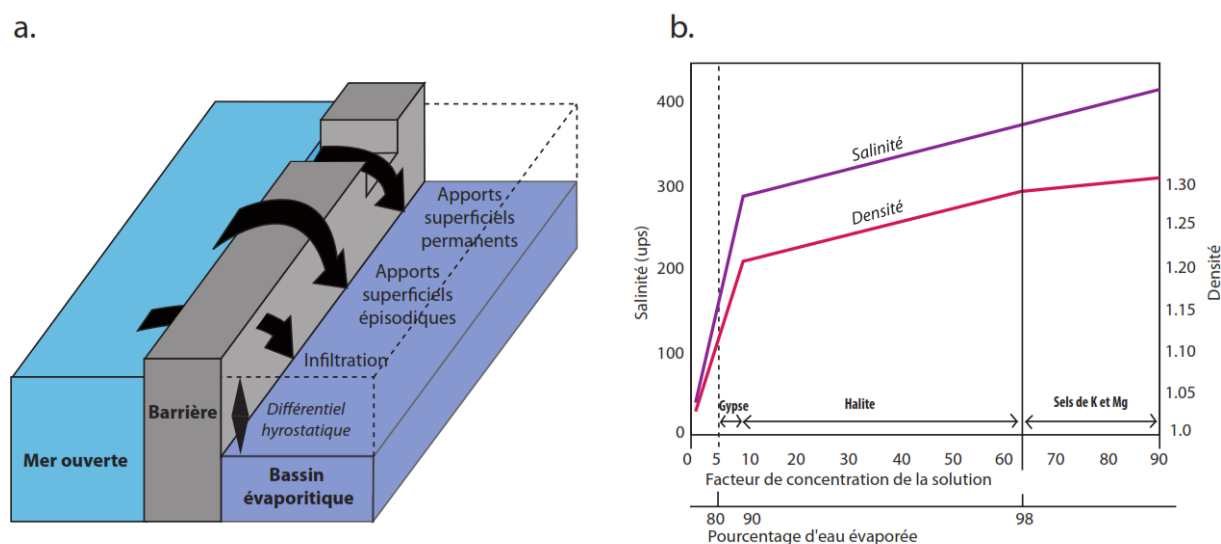 a.
Apports
superficiels
permanents
Apports
superficiels
épisodiques
Infiltration
Barrière
Différentiel
hyrostatique
Mer ouverte
Bassin
évaporitique
b.
400
300
200
100
0
Salinité (ups)
Salinité
Densité
1.30
1.25
1.20
1.15
1.10
1.05
1.0
Densité
Gypse
Halite
Sels de K et Mg
0 5 10 20 30 40 50 60 70 80 90
Facteur de concentration de la solution
80 90 98
Pourcentage d'eau évaporée